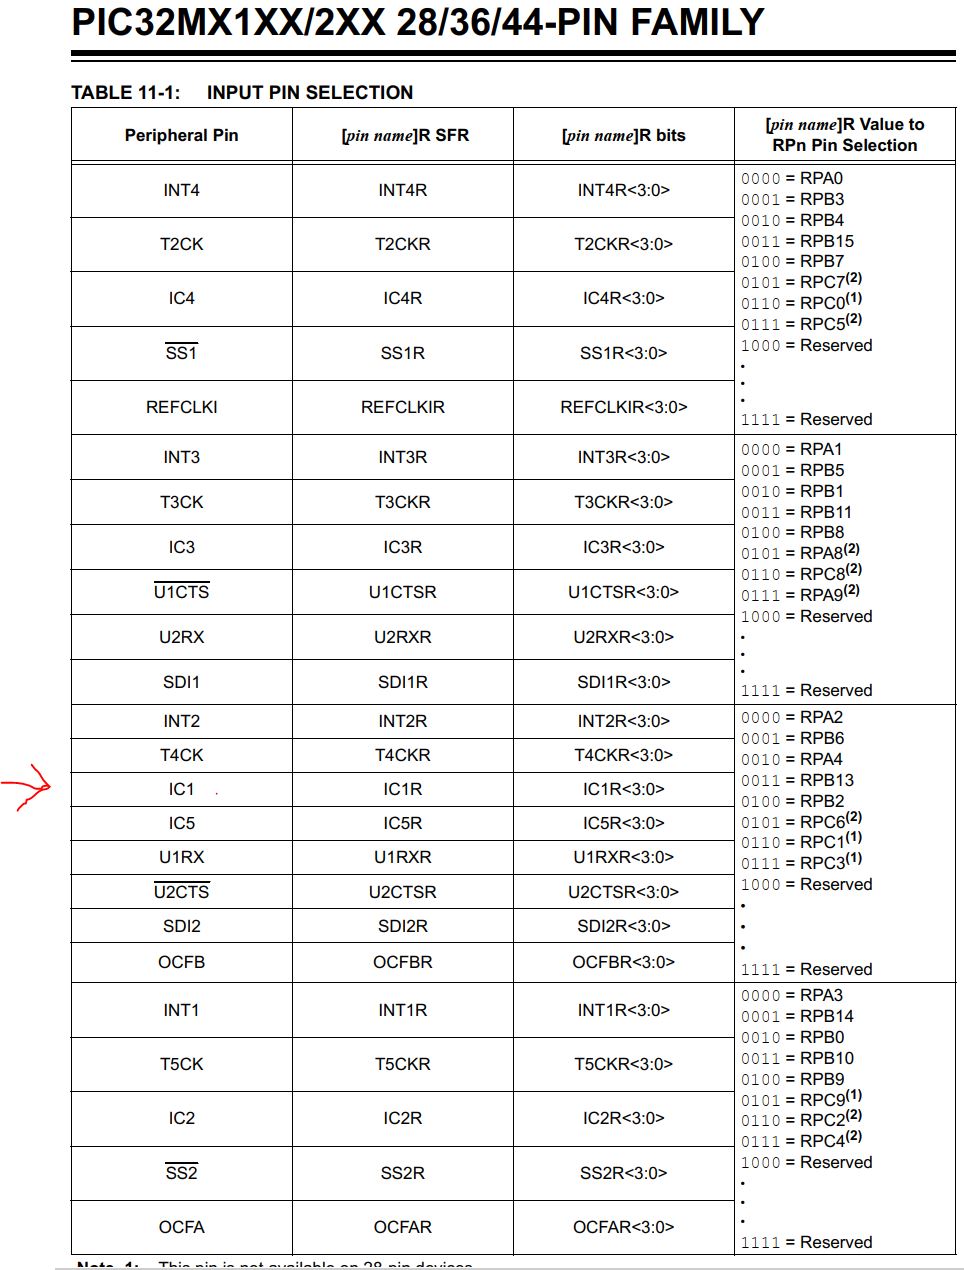 PIC32MX1XX/2XX 28/36/44-PIN FAMILY
TABLE 11-1: INPUT PIN SELECTION
Peripheral Pin [pin name]R SFR [pin name]R bits [pin name]R Value to RPn Pin Selection
INT4 INT4R INT4R<3:0>
T2CK T2CKR T2CKR<3:0>
IC4 IC4R IC4R<3:0>
SS1 SS1R SS1R<3:0>
REFCLKI REFCLKIR REFCLKIR<3:0>
0000 = RPA0
0001 = RPB3
0010 = RPB4
0011 = RPB15
0100 = RPB7
0101 = RPC7(2)
0110 = RPC0(1)
0111 = RPC5(2)
1000 = Reserved
.
.
.
1111 = Reserved
INT3 INT3R INT3R<3:0>
T3CK T3CKR T3CKR<3:0>
IC3 IC3R IC3R<3:0>
U1CTS U1CTSR U1CTSR<3:0>
U2RX U2RXR U2RXR<3:0>
SDI1 SDI1R SDI1R<3:0>
0000 = RPA1
0001 = RPB5
0010 = RPB1
0011 = RPB11
0100 = RPB8
0101 = RPA8(2)
0110 = RPC8(2)
0111 = RPA9(2)
1000 = Reserved
.
.
.
1111 = Reserved
INT2 INT2R INT2R<3:0>
T4CK T4CKR T4CKR<3:0>
IC1 IC1R IC1R<3:0>
IC5 IC5R IC5R<3:0>
U1RX U1RXR U1RXR<3:0>
U2CTS U2CTSR U2CTSR<3:0>
SDI2 SDI2R SDI2R<3:0>
OCFB OCFBR OCFBR<3:0>
0000 = RPA2
0001 = RPB6
0010 = RPA4
0011 = RPB13
0100 = RPB2
0101 = RPC6(2)
0110 = RPC1(1)
0111 = RPC3(1)
1000 = Reserved
.
.
.
1111 = Reserved
INT1 INT1R INT1R<3:0>
T5CK T5CKR T5CKR<3:0>
IC2 IC2R IC2R<3:0>
SS2 SS2R SS2R<3:0>
OCFA OCFAR OCFAR<3:0>
0000 = RPA3
0001 = RPB14
0010 = RPB0
0011 = RPB10
0100 = RPB9
0101 = RPC9(1)
0110 = RPC2(2)
0111 = RPC4(2)
1000 = Reserved
.
.
.
1111 = Reserved
Note 1: This pin is not available on 28-pin devices.